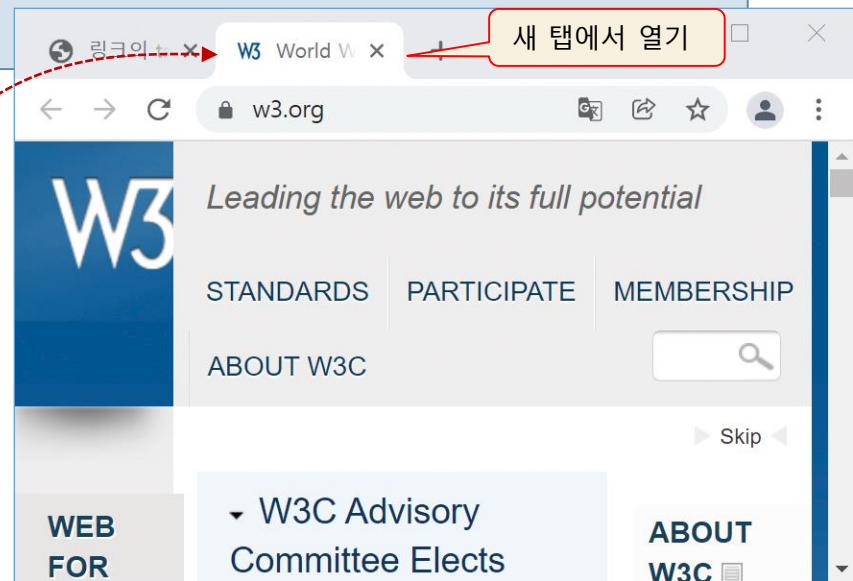 링크의 t
W3 World W
새 탭에서 열기
w3.org
W3
Leading the web to its full potential
STANDARDS PARTICIPATE MEMBERSHIP
ABOUT W3C
Skip
WEB
FOR
W3C Advisory
Committee Elects
ABOUT
W3C